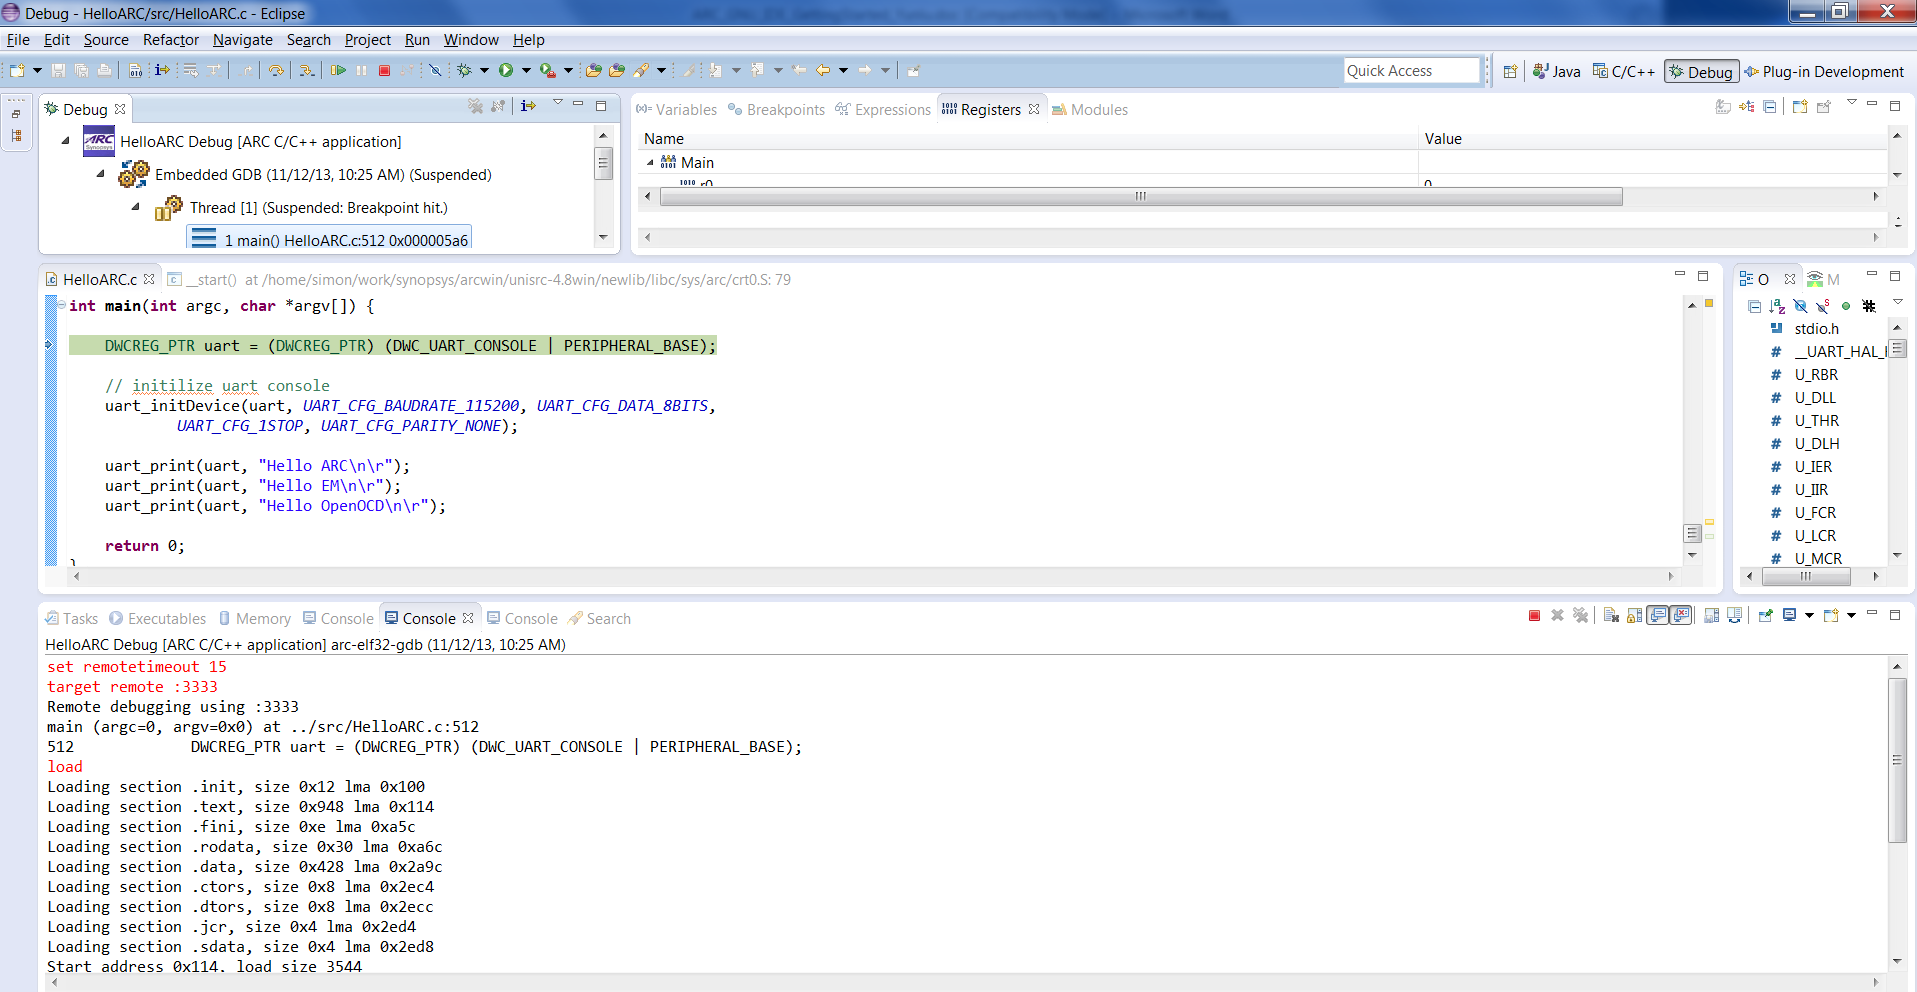 Debug - HelloARC/src/HelloARC.c - Eclipse
File Edit Source Refactor Navigate Search Project Run Window Help
Quick Access
Java
C/C++
Debug
Plug-in Development
Debug
HelloARC Debug [ARC C/C++ application]
Embedded GDB (11/12/13, 10:25 AM) (Suspended)
Thread [1] (Suspended: Breakpoint hit.)
1 main() HelloARC.c:512 0x000005a6
Variables Breakpoints Expressions Registers Modules
Name Value
Main
r0 0
HelloARC.c __start() at /home/simon/work/synopsys/arcwin/unisrc-4.8win/newlib/libc/sys/arc/crt0.S: 79
int main(int argc, char *argv[]) {
DWCREG_PTR uart = (DWCREG_PTR) (DWC_UART_CONSOLE | PERIPHERAL_BASE);
// initilize uart console
uart_initDevice(uart, UART_CFG_BAUDRATE_115200, UART_CFG_DATA_8BITS,
UART_CFG_1STOP, UART_CFG_PARITY_NONE);
uart_print(uart, "Hello ARC\n\r");
uart_print(uart, "Hello EM\n\r");
uart_print(uart, "Hello OpenOCD\n\r");
return 0;
}
O M
stdio.h
# __UART_HAL_
# U_RBR
# U_DLL
# U_THR
# U_DLH
# U_IER
# U_IIR
# U_FCR
# U_LCR
# U_MCR
Tasks Executables Memory Console Console Console Search
HelloARC Debug [ARC C/C++ application] arc-elf32-gdb (11/12/13, 10:25 AM)
set remotetimeout 15
target remote :3333
Remote debugging using :3333
main (argc=0, argv=0x0) at ../src/HelloARC.c:512
512 DWCREG_PTR uart = (DWCREG_PTR) (DWC_UART_CONSOLE | PERIPHERAL_BASE);
load
Loading section .init, size 0x12 lma 0x100
Loading section .text, size 0x948 lma 0x114
Loading section .fini, size 0xe lma 0xa5c
Loading section .rodata, size 0x30 lma 0xa6c
Loading section .data, size 0x428 lma 0x2a9c
Loading section .ctors, size 0x8 lma 0x2ec4
Loading section .dtors, size 0x8 lma 0x2ecc
Loading section .jcr, size 0x4 lma 0x2ed4
Loading section .sdata, size 0x4 lma 0x2ed8
Start address 0x114, load size 3544